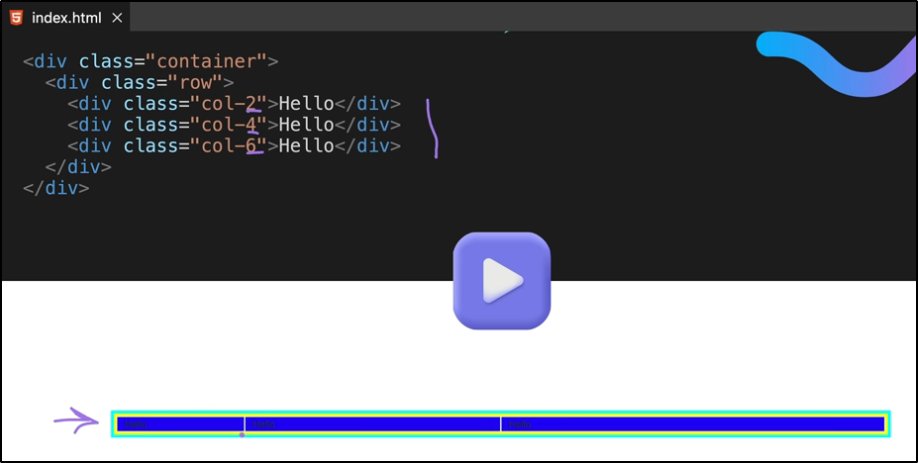 index.html
<div class="container">
<div class="row">
<div class="col-2">Hello</div>
<div class="col-4">Hello</div>
<div class="col-6">Hello</div>
</div>
</div>
Hello Hello Hello